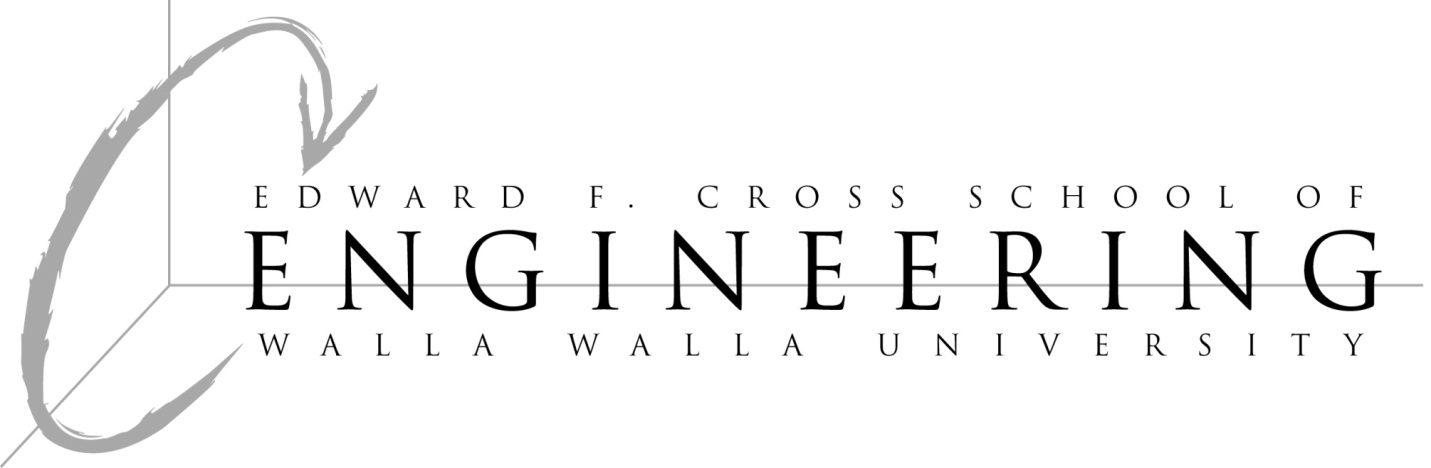 EDWARD F. CROSS SCHOOL OF
ENGINEERING
WALLA WALLA UNIVERSITY